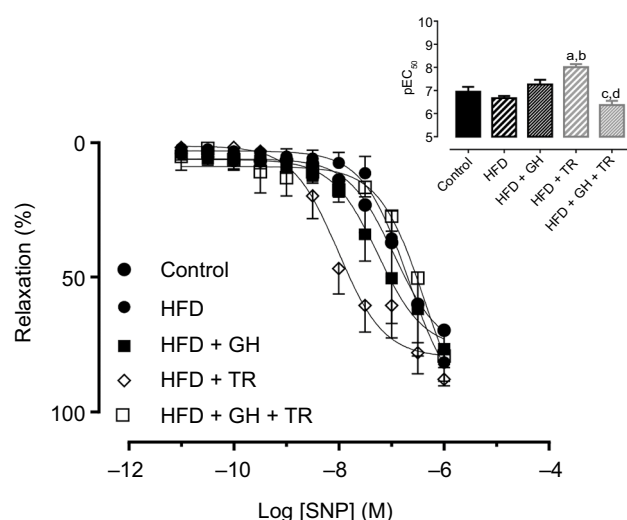 10
9
8
7
6
5
pEC50
a,b
c,d
Control
HFD
HFD + GH
HFD + TR
HFD + GH + TR
0
50
100
Relaxation (%)
Control
HFD
HFD + GH
HFD + TR
HFD + GH + TR
–12 –10 –8 –6 –4
Log [SNP] (M)